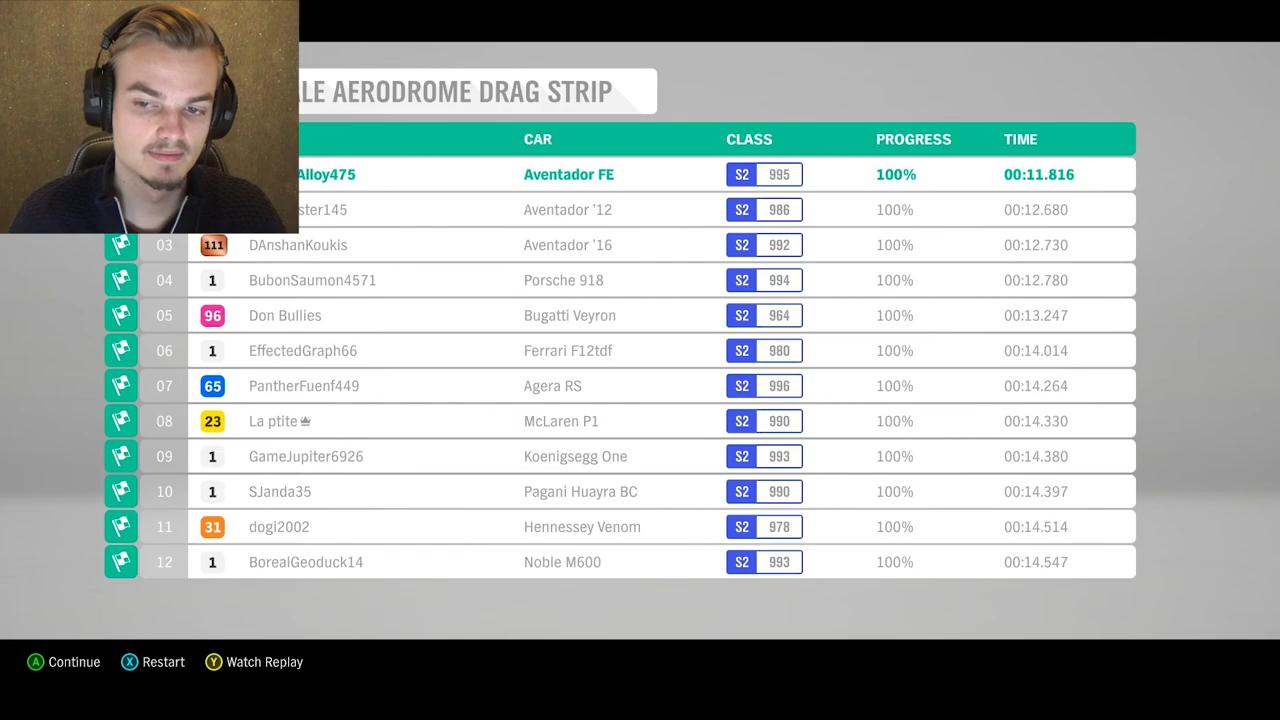 AERODROME DRAG STRIP
CAR CLASS PROGRESS TIME
Alloy475 Aventador FE S2 995 100% 00:11.816
ster145 Aventador '12 S2 986 100% 00:12.680
03 111 DAnshanKoukis Aventador '16 S2 992 100% 00:12.730
04 1 BubonSaumon4571 Porsche 918 S2 994 100% 00:12.780
05 96 Don Bullies Bugatti Veyron S2 964 100% 00:13.247
06 1 EffectedGraph66 Ferrari F12tdf S2 980 100% 00:14.014
07 65 PantherFuenf449 Agera RS S2 996 100% 00:14.264
08 23 La ptite McLaren P1 S2 990 100% 00:14.330
09 1 GameJupiter6926 Koenigsegg One S2 993 100% 00:14.380
10 1 SJanda35 Pagani Huayra BC S2 990 100% 00:14.397
11 31 dogi2002 Hennessey Venom S2 978 100% 00:14.514
12 1 BorealGeoduck14 Noble M600 S2 993 100% 00:14.547
A Continue X Restart Y Watch Replay